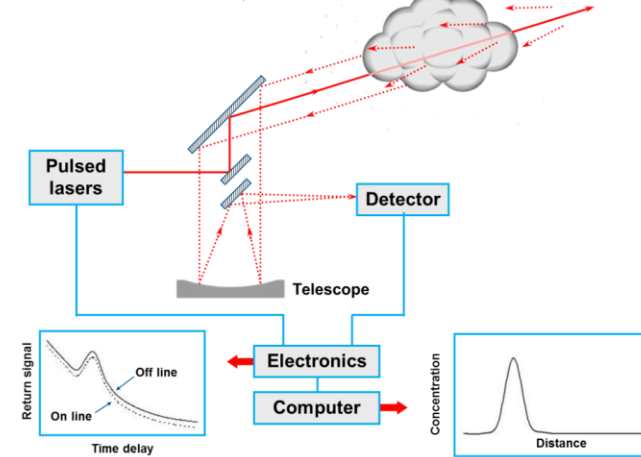 Pulsed
lasers
Detector
Telescope
Electronics
Computer
Return signal
Off line
On line
Time delay
Concentration
Distance